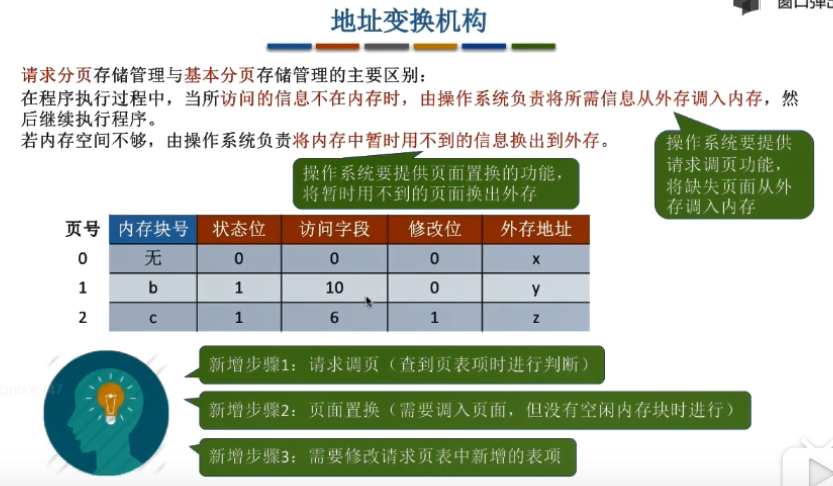 窗口弹出
地址变换机构
请求分页存储管理与基本分页存储管理的主要区别：
在程序执行过程中，当所访问的信息不在内存时，由操作系统负责将所需信息从外存调入内存，然
后继续执行程序。
若内存空间不够，由操作系统负责将内存中暂时用不到的信息换出到外存。
操作系统要提供
请求调页功能，
将缺失页面从外
存调入内存
操作系统要提供页面置换的功能，
将暂时用不到的页面换出外存
页号 内存块号 状态位 访问字段 修改位 外存地址
0 无 0 0 0 x
1 b 1 10 0 y
2 c 1 6 1 z
新增步骤1：请求调页（查到页表项时进行判断）
新增步骤2：页面置换（需要调入页面，但没有空闲内存块时进行）
新增步骤3：需要修改请求页表中新增的表项